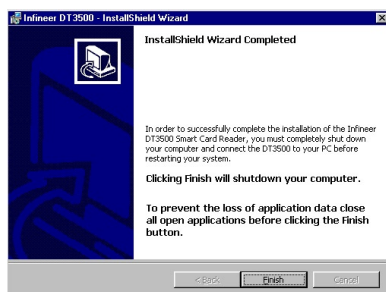 Infineer DT3500 - InstallShield Wizard
InstallShield Wizard Completed
In order to successfully complete the installation of the Infineer
DT3500 Smart Card Reader, you must completely shut down
your computer and connect the DT3500 to your PC before
restarting your system.
Clicking Finish will shutdown your computer.
To prevent the loss of application data close
all open applications before clicking the Finish
button.
< Back
Finish
Cancel